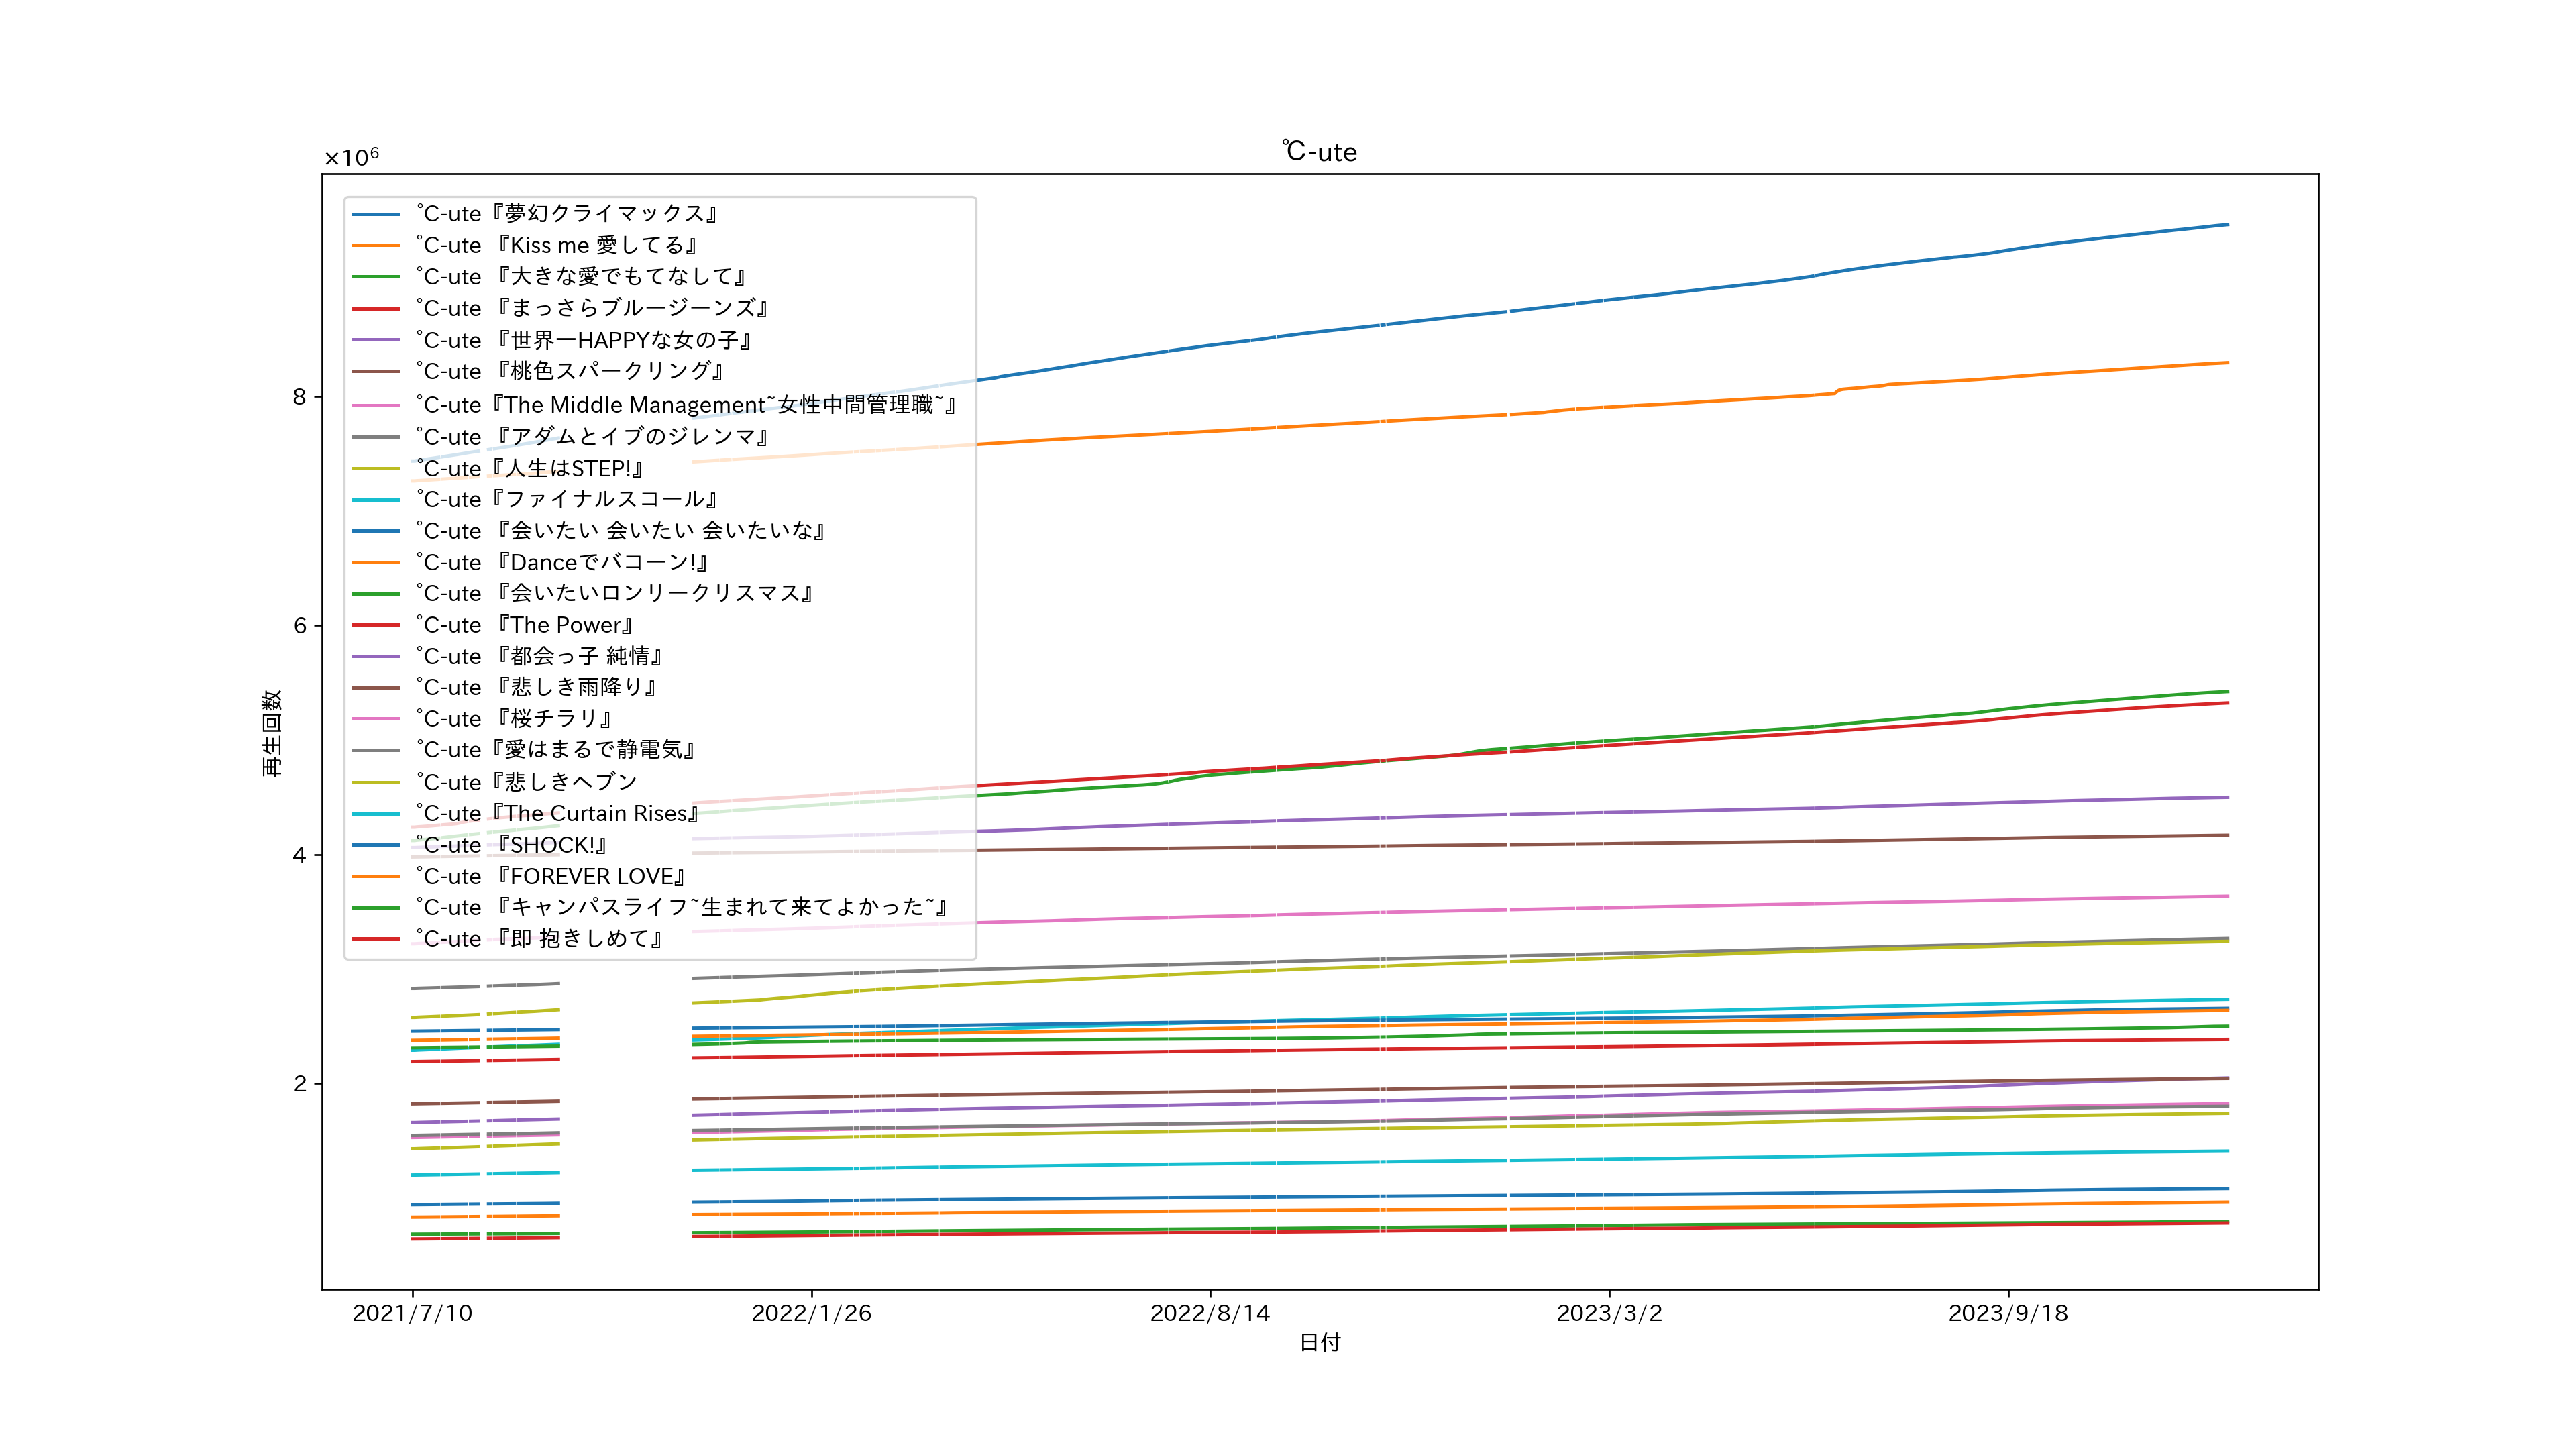 ℃-ute
×10⁶
℃-ute『夢幻クライマックス』
℃-ute 『Kiss me 愛してる』
℃-ute 『大きな愛でもてなして』
℃-ute 『まっさらブルージーンズ』
℃-ute 『世界一HAPPYな女の子』
℃-ute 『桃色スパークリング』
℃-ute『The Middle Management~女性中間管理職~』
℃-ute 『アダムとイブのジレンマ』
℃-ute『人生はSTEP!』
℃-ute『ファイナルスコール』
℃-ute 『会いたい 会いたい 会いたいな』
℃-ute 『Danceでバコーン!』
℃-ute 『会いたいロンリークリスマス』
℃-ute 『The Power』
℃-ute 『都会っ子 純情』
℃-ute 『悲しき雨降り』
℃-ute 『桜チラリ』
℃-ute『愛はまるで静電気』
℃-ute『悲しきヘブン
℃-ute『The Curtain Rises』
℃-ute 『SHOCK!』
℃-ute 『FOREVER LOVE』
℃-ute 『キャンパスライフ~生まれて来てよかった~』
℃-ute 『即 抱きしめて』
8
6
4
2
再生回数
2021/7/10
2022/1/26
2022/8/14
2023/3/2
2023/9/18
日付